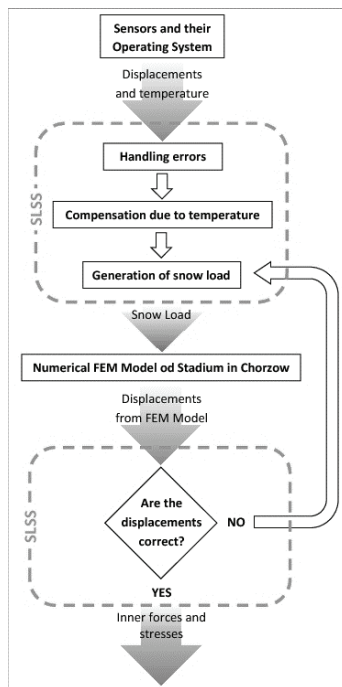 Sensors and their
Operating System
Displacements
and temperature
SLSS
Handling errors
Compensation due to temperature
Generation of snow load
Snow Load
Numerical FEM Model od Stadium in Chorzow
Displacements
from FEM Model
SLSS
Are the
displacements
correct?
NO
YES
Inner forces and
stresses